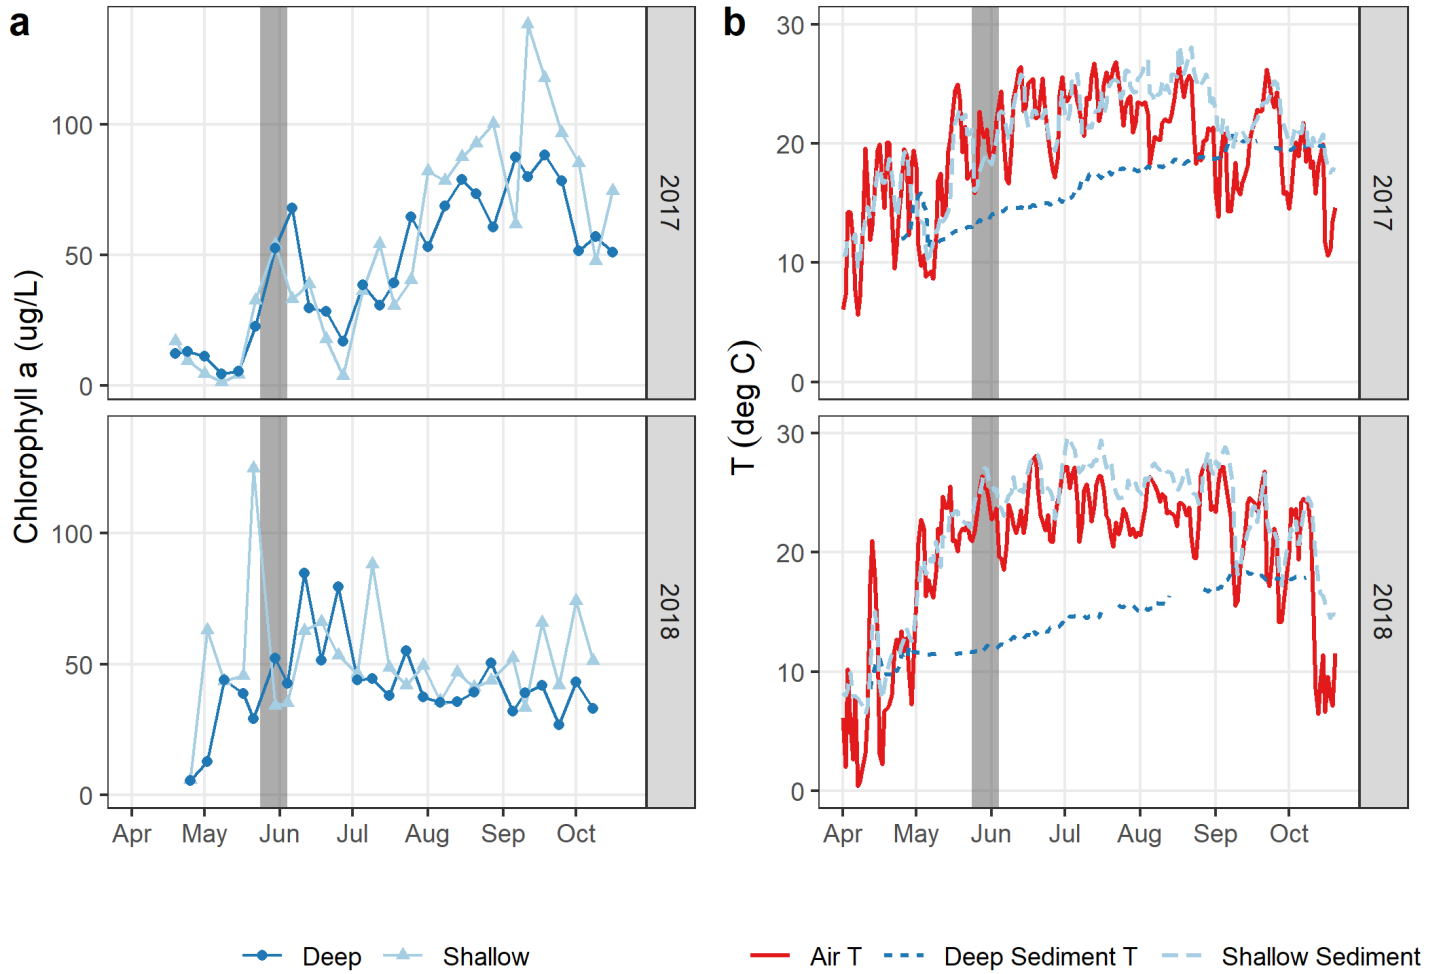 a
b
Chlorophyll a (ug/L)
100
50
0
2017
100
50
0
2018
Apr May Jun Jul Aug Sep Oct
Deep Shallow
T (deg C)
30
20
10
0
2017
30
20
10
0
2018
Apr May Jun Jul Aug Sep Oct
Air T Deep Sediment T Shallow Sediment